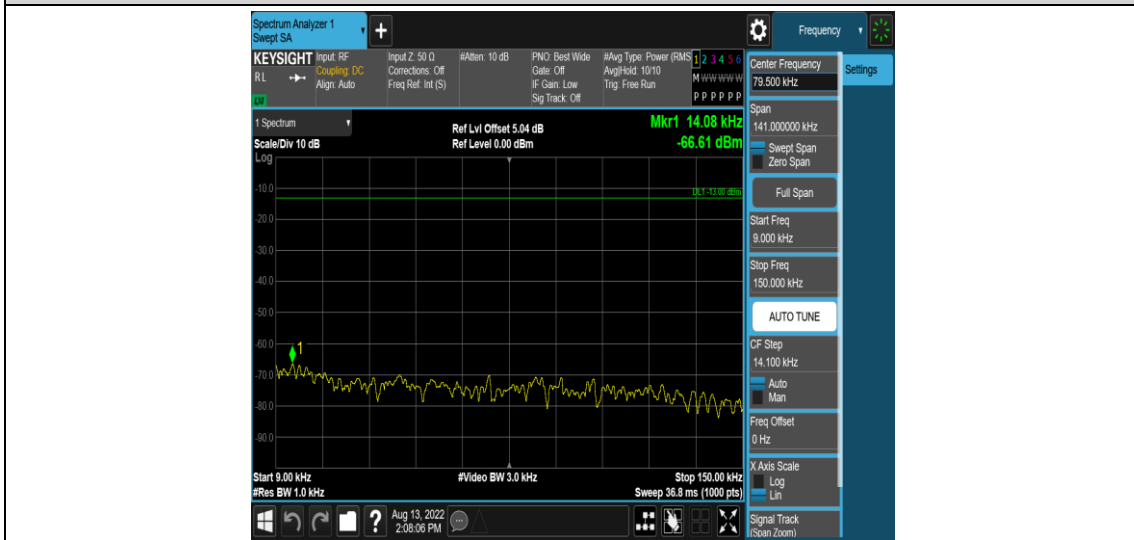 Spectrum Analyzer 1
Swept SA
Frequency
KEYSIGHT
RL
Input: RF
Coupling: DC
Align: Auto
Input Z: 50 Ω
Corrections: Off
Freq Ref: Int (S)
#Atten: 10 dB
PNO: Best Wide
Gate: Off
IF Gain: Low
Sig Track: Off
#Avg Type: Power (RMS
Avg|Hold: 10/10
Trig: Free Run
1 2 3 4 5 6
M W W W W W
P P P P P P
1 Spectrum
Scale/Div 10 dB
Log
Ref Lvl Offset 5.04 dB
Ref Level 0.00 dBm
Mkr1 14.08 kHz
-66.61 dBm
DL1 -13.00 dBm
-10.0
-20.0
-30.0
-40.0
-50.0
-60.0
-70.0
-80.0
-90.0
1
Start 9.00 kHz
#Res BW 1.0 kHz
#Video BW 3.0 kHz
Stop 150.00 kHz
Sweep 36.8 ms (1000 pts)
Center Frequency
79.500 kHz
Settings
Span
141.000000 kHz
Swept Span
Zero Span
Full Span
Start Freq
9.000 kHz
Stop Freq
150.000 kHz
AUTO TUNE
CF Step
14.100 kHz
Auto
Man
Freq Offset
0 Hz
X Axis Scale
Log
Lin
Signal Track
(Span Zoom)
?
Aug 13, 2022
2:08:06 PM